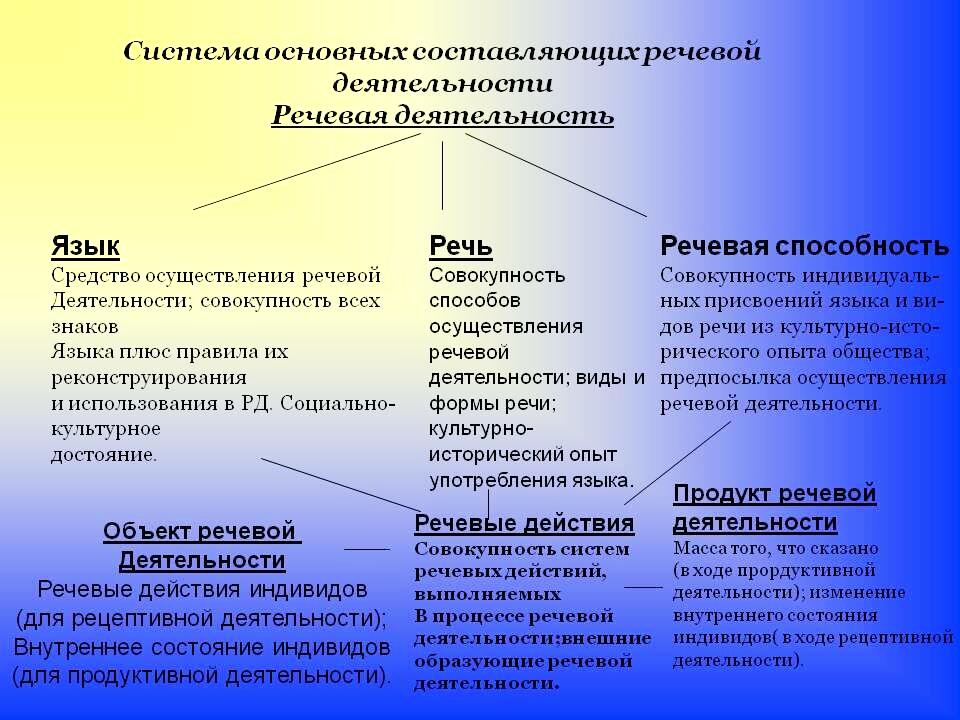 Система основных составляющих речевой
деятельности
Речевая деятельность
Язык
Средство осуществления речевой
Деятельности; совокупность всех
знаков
Языка плюс правила их
реконструирования
и использования в РД. Социально-
культурное
достояние.
Речь
Совокупность
способов
осуществления
речевой
деятельности; виды и
формы речи;
культурно-
исторический опыт
употребления языка.
Речевая способность
Совокупность индивидуаль-
ных присвоений языка и ви-
дов речи из культурно-исто-
рического опыта общества;
предпосылка осуществления
речевой деятельности.
Объект речевой
Деятельности
Речевые действия индивидов
(для рецептивной деятельности);
Внутреннее состояние индивидов
(для продуктивной деятельности).
Речевые действия
Совокупность систем
речевых действий,
выполняемых
В процессе речевой
деятельности;внешние
образующие речевой
деятельности.
Продукт речевой
деятельности
Масса того, что сказано
(в ходе прордуктивной
деятельности); изменение
внутреннего состояния
индивидов( в ходе рецептивной
деятельности).